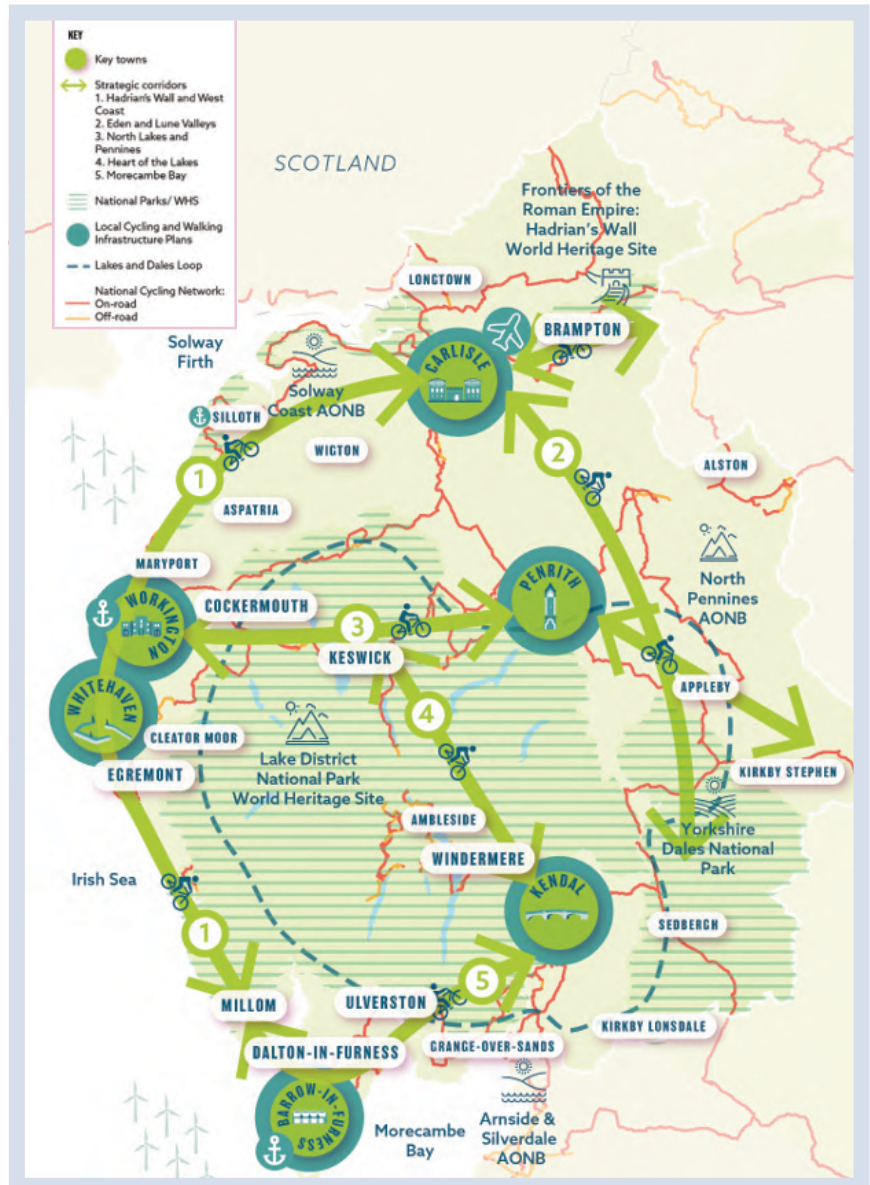 KEY
Key towns
Strategic corridors
1. Hadrian's Wall and West
Coast
2. Eden and Lune Valleys
3. North Lakes and
Pennines
4. Heart of the Lakes
5. Morecambe Bay
National Parks/ WHS
Local Cycling and Walking
Infrastructure Plans
Lakes and Dales Loop
National Cycling Network:
On-road
Off-road
SCOTLAND
Frontiers of the
Roman Empire:
Hadrian's Wall
World Heritage Site
LONGTOWN
BRAMPTON
Solway
Firth
CARLISLE
Solway
Coast AONB
SILLOTH
WIGTON
2
ALSTON
1
ASPATRIA
MARYPORT
North
Pennines
AONB
PENRITH
WORKINGTON
COCKERMOUTH
3
KESWICK
APPLEBY
WHITEHAVEN
4
CLEATOR MOOR
EGREMONT
Lake District
National Park
World Heritage Site
KIRKBY STEPHEN
AMBLESIDE
Yorkshire
Dales National
Park
WINDERMERE
Irish Sea
KENDAL
SEDBERGH
1
5
MILLOM
ULVERSTON
KIRKBY LONSDALE
DALTON-IN-FURNESS
GRANGE-OVER-SANDS
BARROW-IN-FURNESS
Morecambe
Bay
Arnside &
Silverdale
AONB